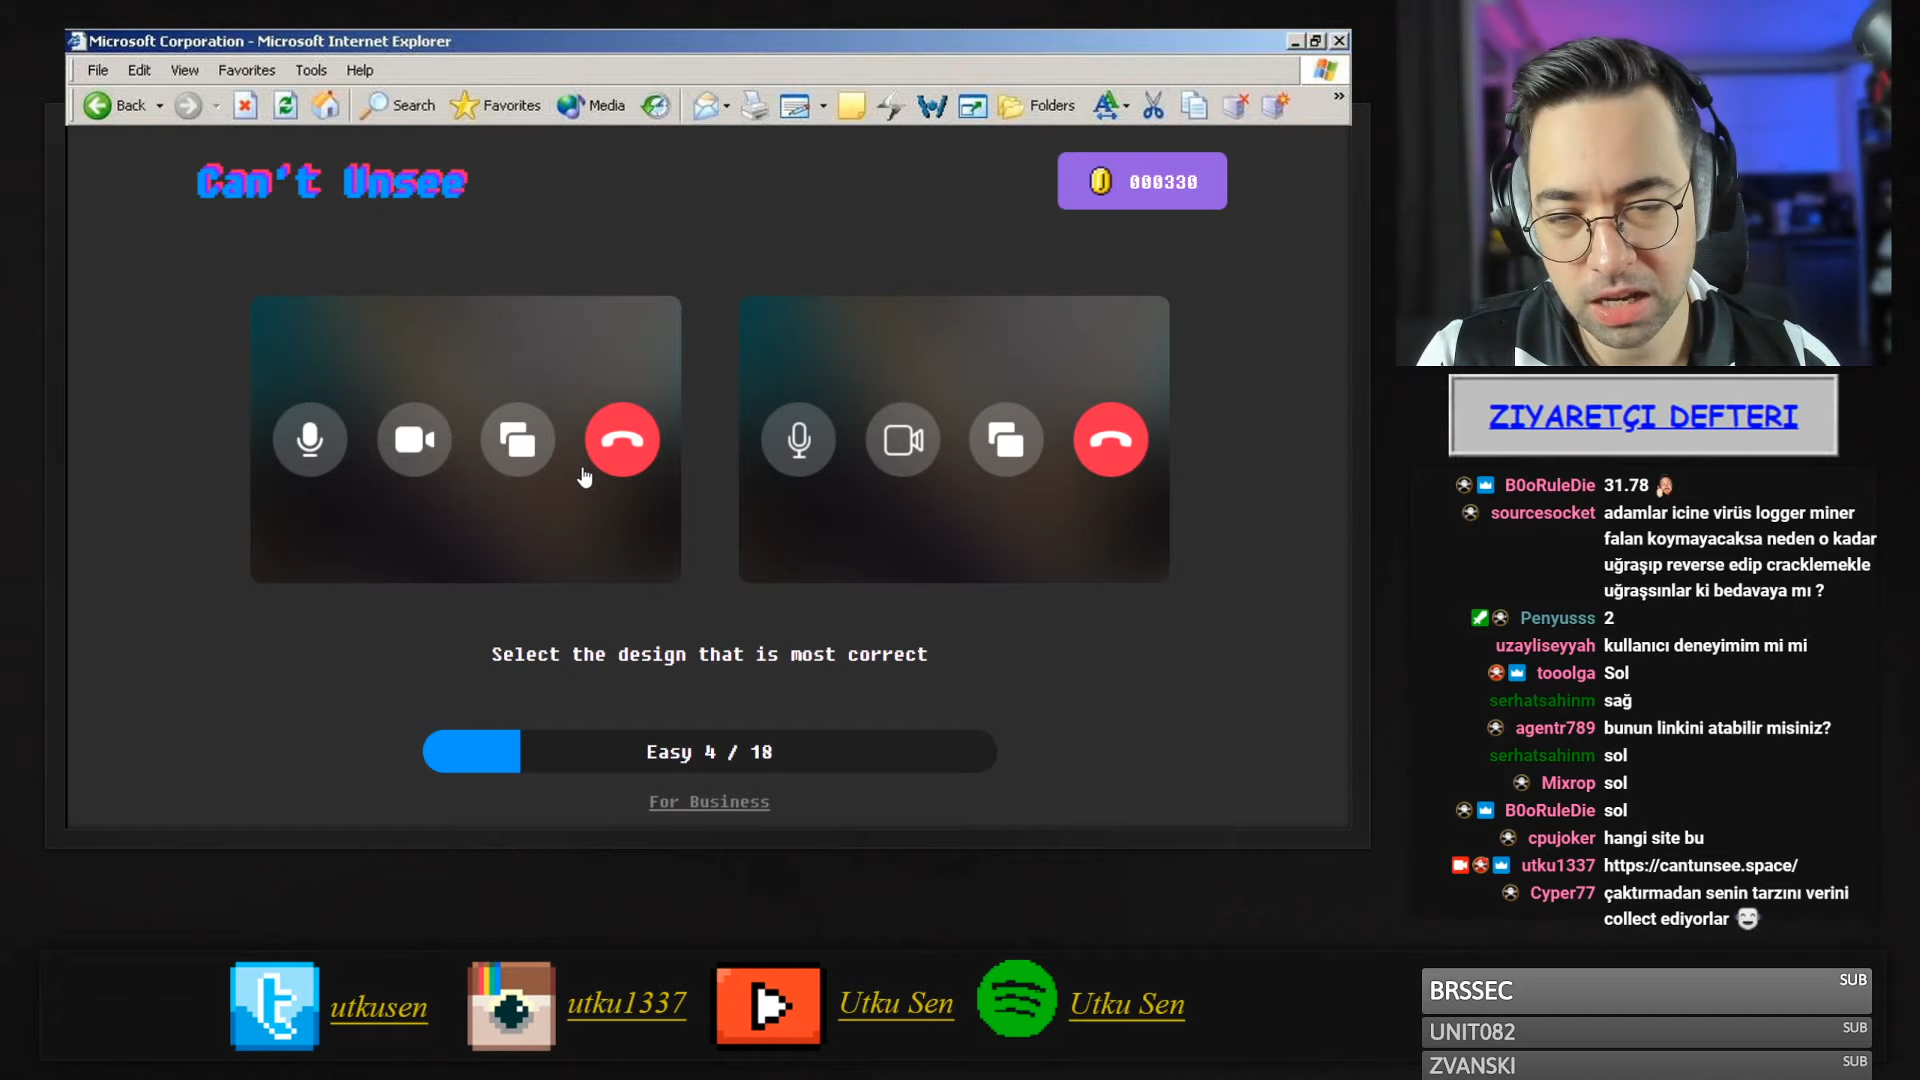 Microsoft Corporation - Microsoft Internet Explorer
File Edit View Favorites Tools Help
Back Search Favorites Media Folders
Can't Unsee
000330
Select the design that is most correct
Easy 4 / 18
For Business
ZIYARETÇI DEFTERI
B0oRuleDie 31.78
sourcesocket adamlar icine virüs logger miner
falan koymayacaksa neden o kadar
uğraşıp reverse edip cracklemekle
uğraşsınlar ki bedavaya mı ?
Penyusss 2
uzayliseyyah kullanıcı deneyimim mi mi
tooolga Sol
serhatsahinm sağ
agentr789 bunun linkini atabilir misiniz?
serhatsahinm sol
Mixrop sol
B0oRuleDie sol
cpujoker hangi site bu
utku1337 https://cantunsee.space/
Cyper77 çaktırmadan senin tarzını verini
collect ediyorlar
utkusen
utku1337
Utku Sen
Utku Sen
BRSSEC SUB
UNIT082 SUB
ZVANSKI SUB